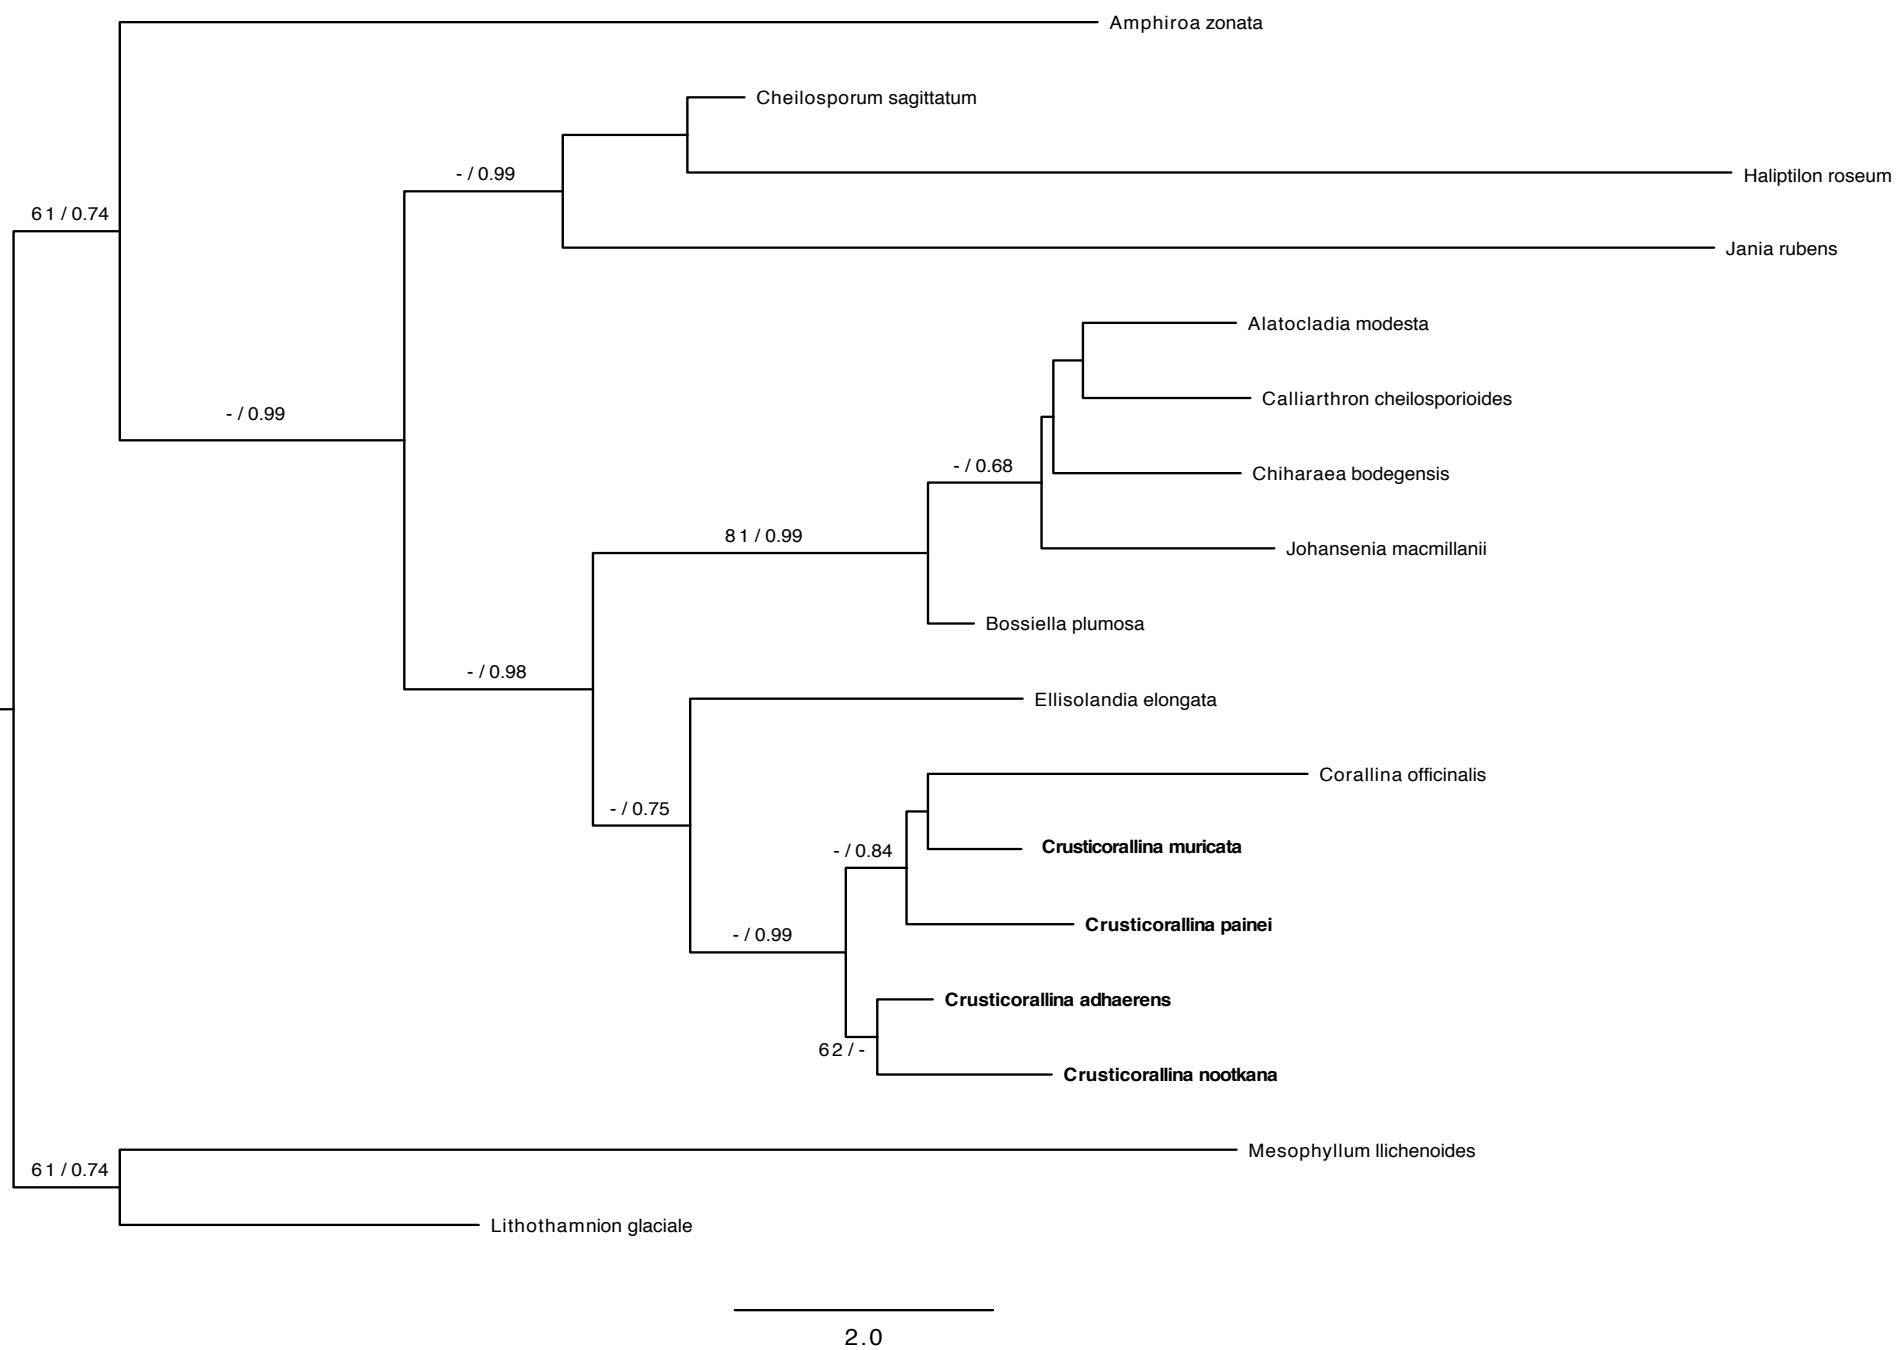 Amphiroa zonata
Cheilosporum sagittatum
- / 0.99
Haliptilon roseum
61 / 0.74
Jania rubens
Alatocladia modesta
Calliarthron cheilosporioides
- / 0.99
- / 0.68
Chiharaea bodegensis
81 / 0.99
Johansenia macmillanii
Bossiella plumosa
- / 0.98
Ellisolandia elongata
Corallina officinalis
- / 0.75
- / 0.84
Crusticorallina muricata
Crusticorallina painei
- / 0.99
Crusticorallina adhaerens
62 / -
Crusticorallina nootkana
Mesophyllum llichenoides
61 / 0.74
Lithothamnion glaciale
2.0